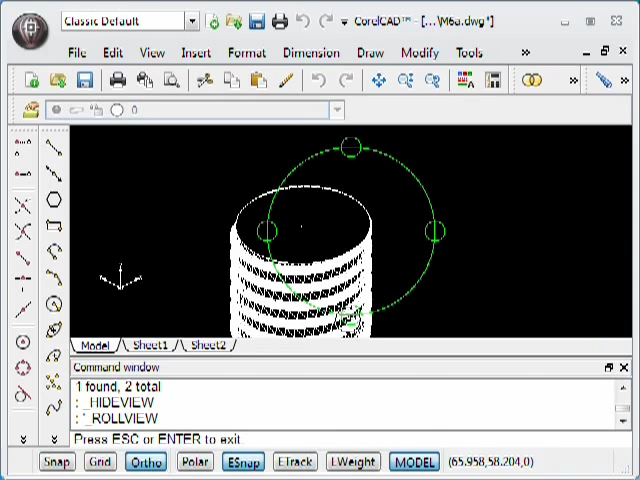 Classic Default
CorelCAD™ - [...\M6a.dwg*]
File Edit View Insert Format Dimension Draw Modify Tools »
0
Model Sheet1 Sheet2
Command window
1 found, 2 total
: _HIDEVIEW
: '_ROLLVIEW
Press ESC or ENTER to exit.
Snap Grid Ortho Polar ESnap ETrack LWeight MODEL (65.958,58.204,0)